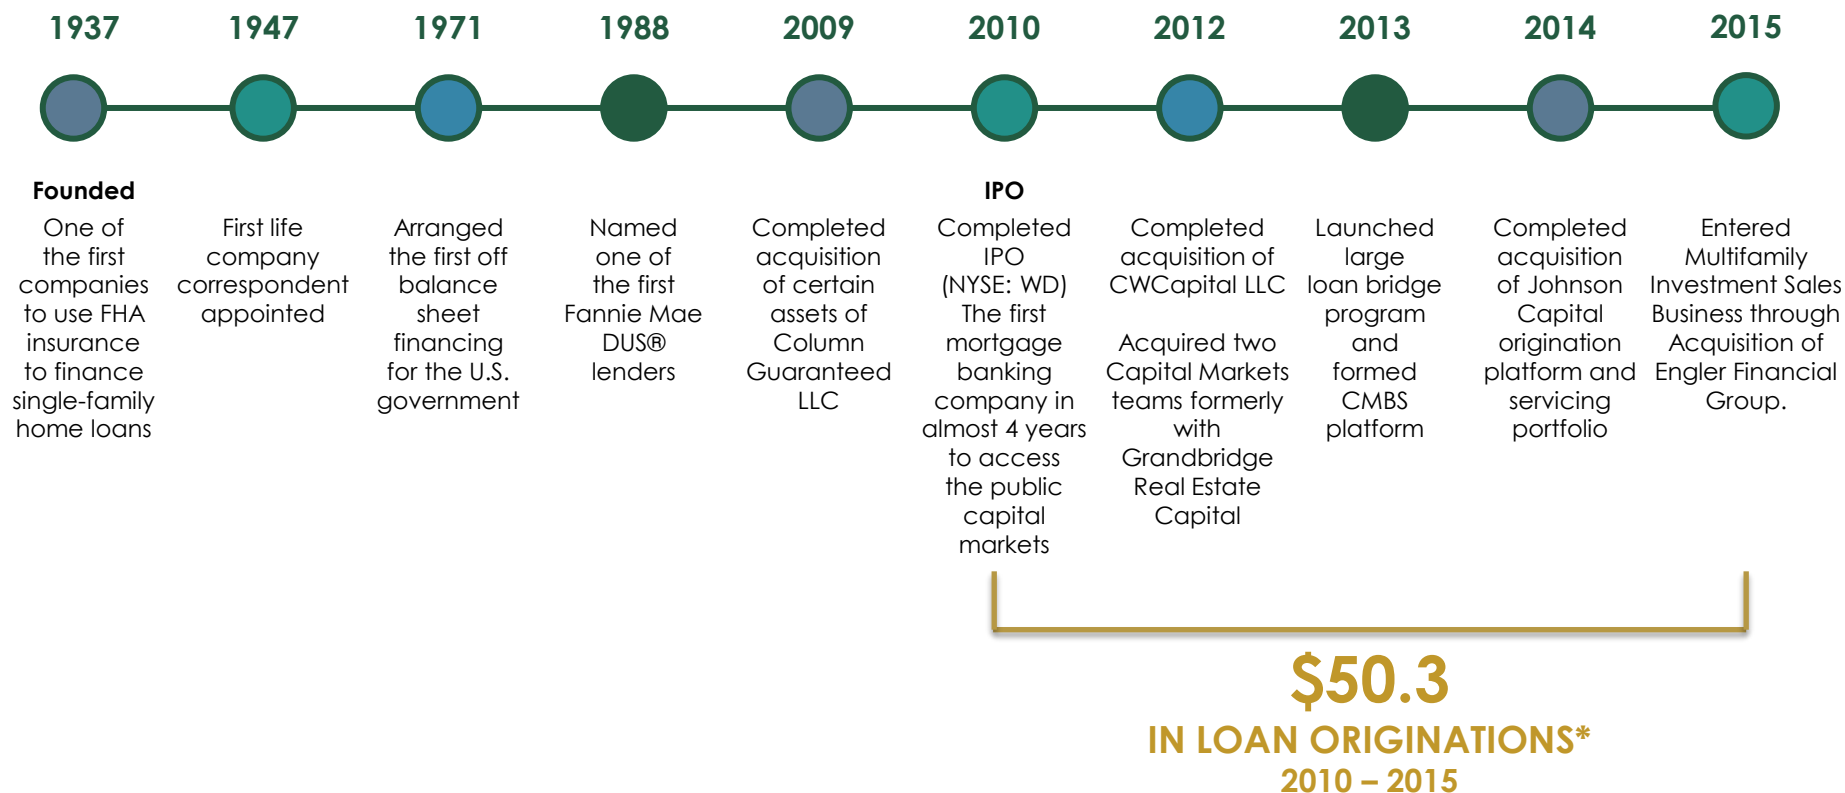 1937
1947
1971
1988
2009
2010
2012
2013
2014
2015
Founded
One of
the first
companies
to use FHA
insurance
to finance
single-family
home loans
First life
company
correspondent
appointed
Arranged
the first off
balance
sheet
financing
for the U.S.
government
Named
one of
the first
Fannie Mae
DUS®
lenders
Completed
acquisition
of certain
assets of
Column
Guaranteed
LLC
IPO
Completed
IPO
(NYSE: WD)
The first
mortgage
banking
company in
almost 4 years
to access
the public
capital
markets
Completed
acquisition of
CWCapital LLC
Acquired two
Capital Markets
teams formerly
with
Grandbridge
Real Estate
Capital
Launched
large
loan bridge
program
and
formed
CMBS
platform
Completed
acquisition
of Johnson
Capital
origination
platform and
servicing
portfolio
Entered
Multifamily
Investment Sales
Business through
Acquisition of
Engler Financial
Group.
$50.3
IN LOAN ORIGINATIONS*
2010 – 2015